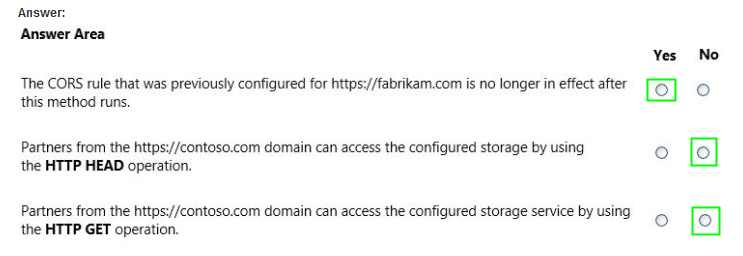 Answer:
Answer Area
Yes No
The CORS rule that was previously configured for https://fabrikam.com is no longer in effect after
this method runs.
Partners from the https://contoso.com domain can access the configured storage by using
the HTTP HEAD operation.
Partners from the https://contoso.com domain can access the configured storage service by using
the HTTP GET operation.